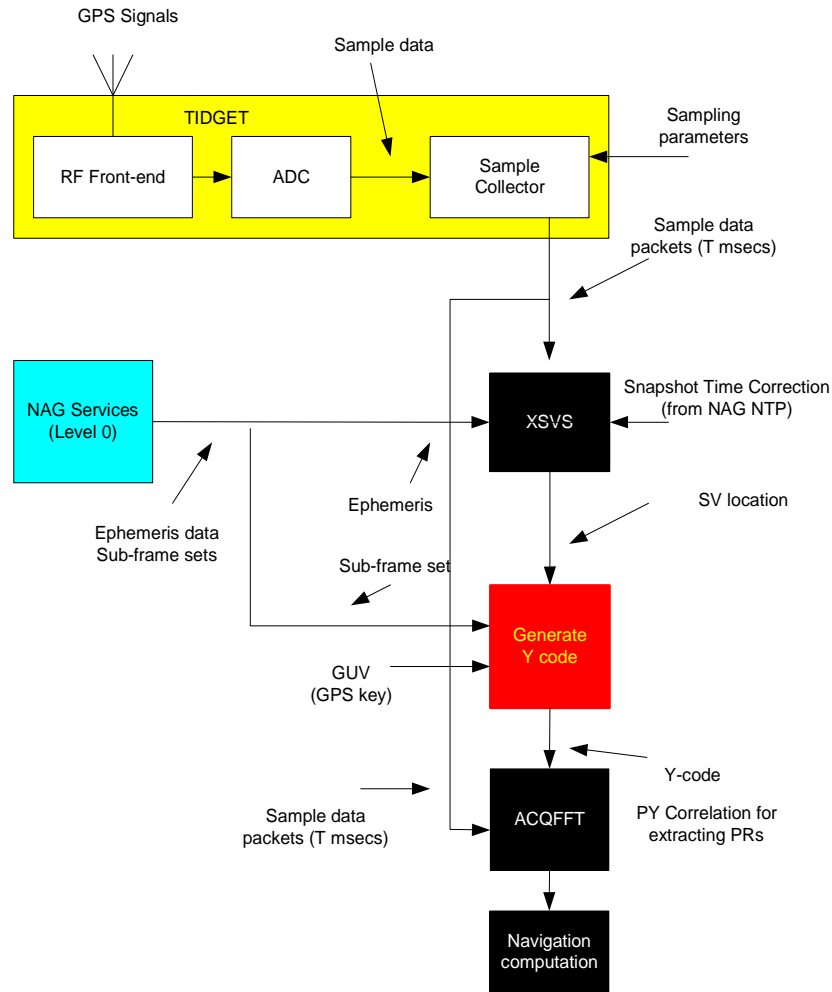 GPS Signals
Sample data
TIDGET
Sampling
parameters
RF Front-end
ADC
Sample
Collector
Sample data
packets (T msecs)
NAG Services
(Level 0)
XSVS
Snapshot Time Correction
(from NAG NTP)
Ephemeris data
Sub-frame sets
Ephemeris
SV location
Sub-frame set
Generate
Y code
GUV
(GPS key)
Y-code
Sample data
packets (T msecs)
ACQFFT
PY Correlation for
extracting PRs
Navigation
computation